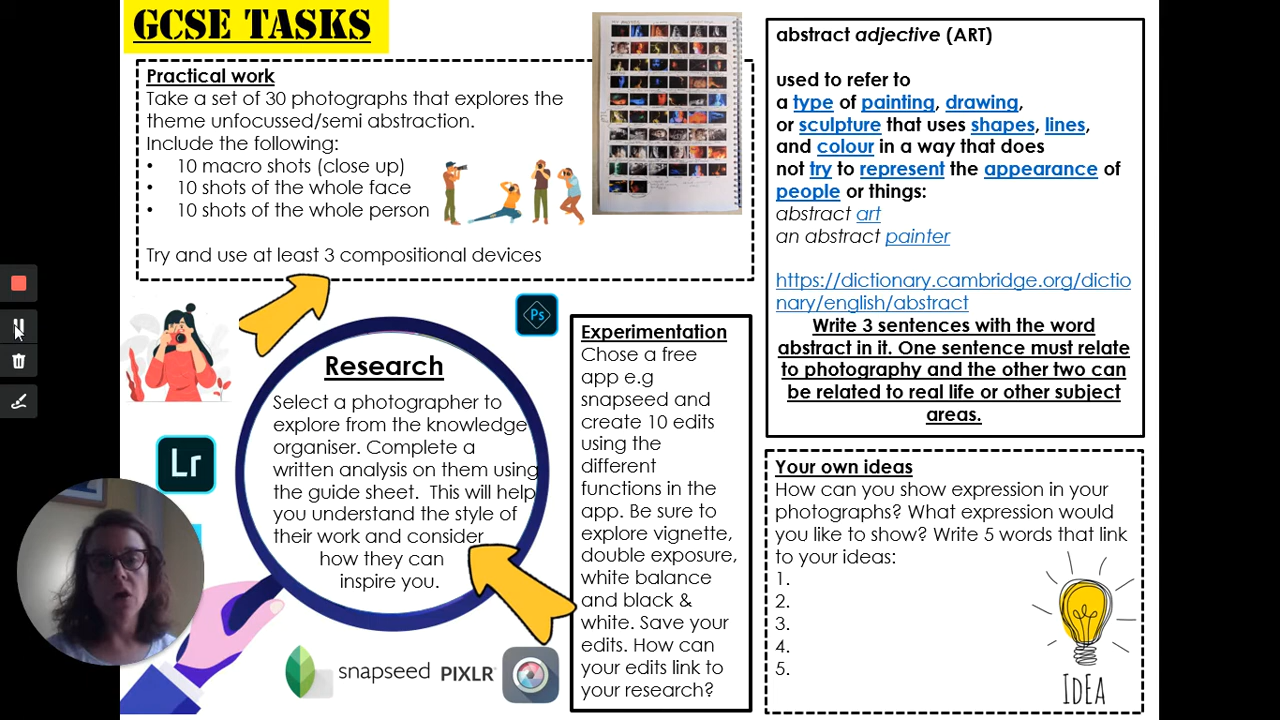 GCSE TASKS
Practical work
Take a set of 30 photographs that explores the
theme unfocussed/semi abstraction.
Include the following:
• 10 macro shots (close up)
• 10 shots of the whole face
• 10 shots of the whole person
Try and use at least 3 compositional devices
abstract adjective (ART)
used to refer to
a type of painting, drawing,
or sculpture that uses shapes, lines,
and colour in a way that does
not try to represent the appearance of
people or things:
abstract art
an abstract painter
https://dictionary.cambridge.org/dictio
nary/english/abstract
Write 3 sentences with the word
abstract in it. One sentence must relate
to photography and the other two can
be related to real life or other subject
areas.
Ps
Research
Select a photographer to
explore from the knowledge
organiser. Complete a
written analysis on them using
the guide sheet. This will help
you understand the style of
their work and consider
how they can
inspire you.
Lr
snapseed
PIXLR
Experimentation
Chose a free
app e.g
snapseed and
create 10 edits
using the
different
functions in the
app. Be sure to
explore vignette,
double exposure,
white balance
and black &
white. Save your
edits. How can
your edits link to
your research?
Your own ideas
How can you show expression in your
photographs? What expression would
you like to show? Write 5 words that link
to your ideas:
1.
2.
3.
4.
5.
IDEA